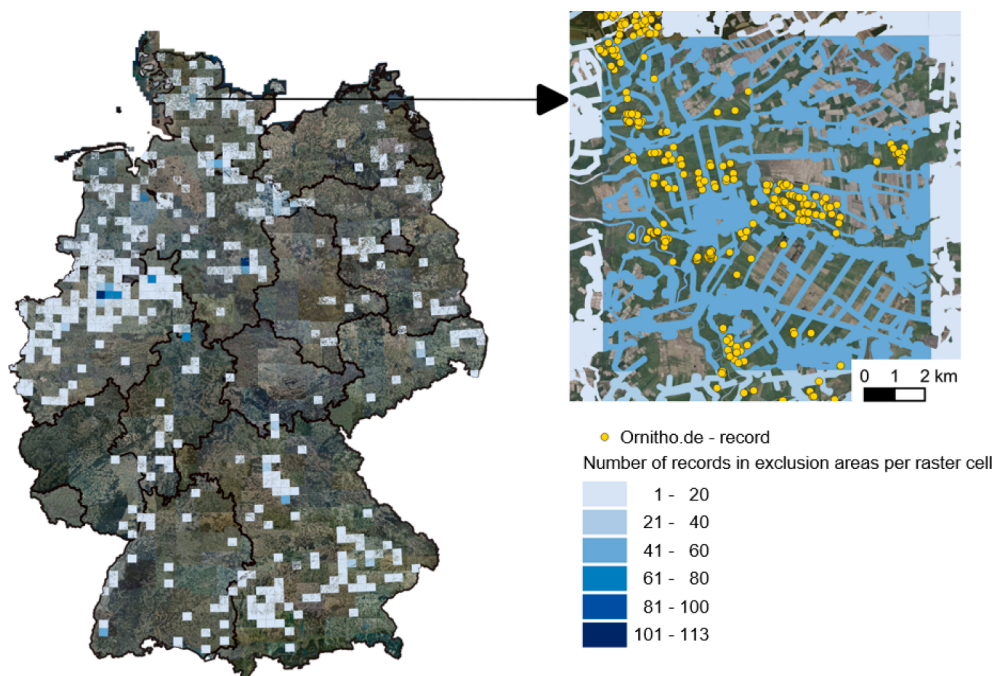 0 1 2 km
Ornitho.de - record
Number of records in exclusion areas per raster cell
1 - 20
21 - 40
41 - 60
61 - 80
81 - 100
101 - 113